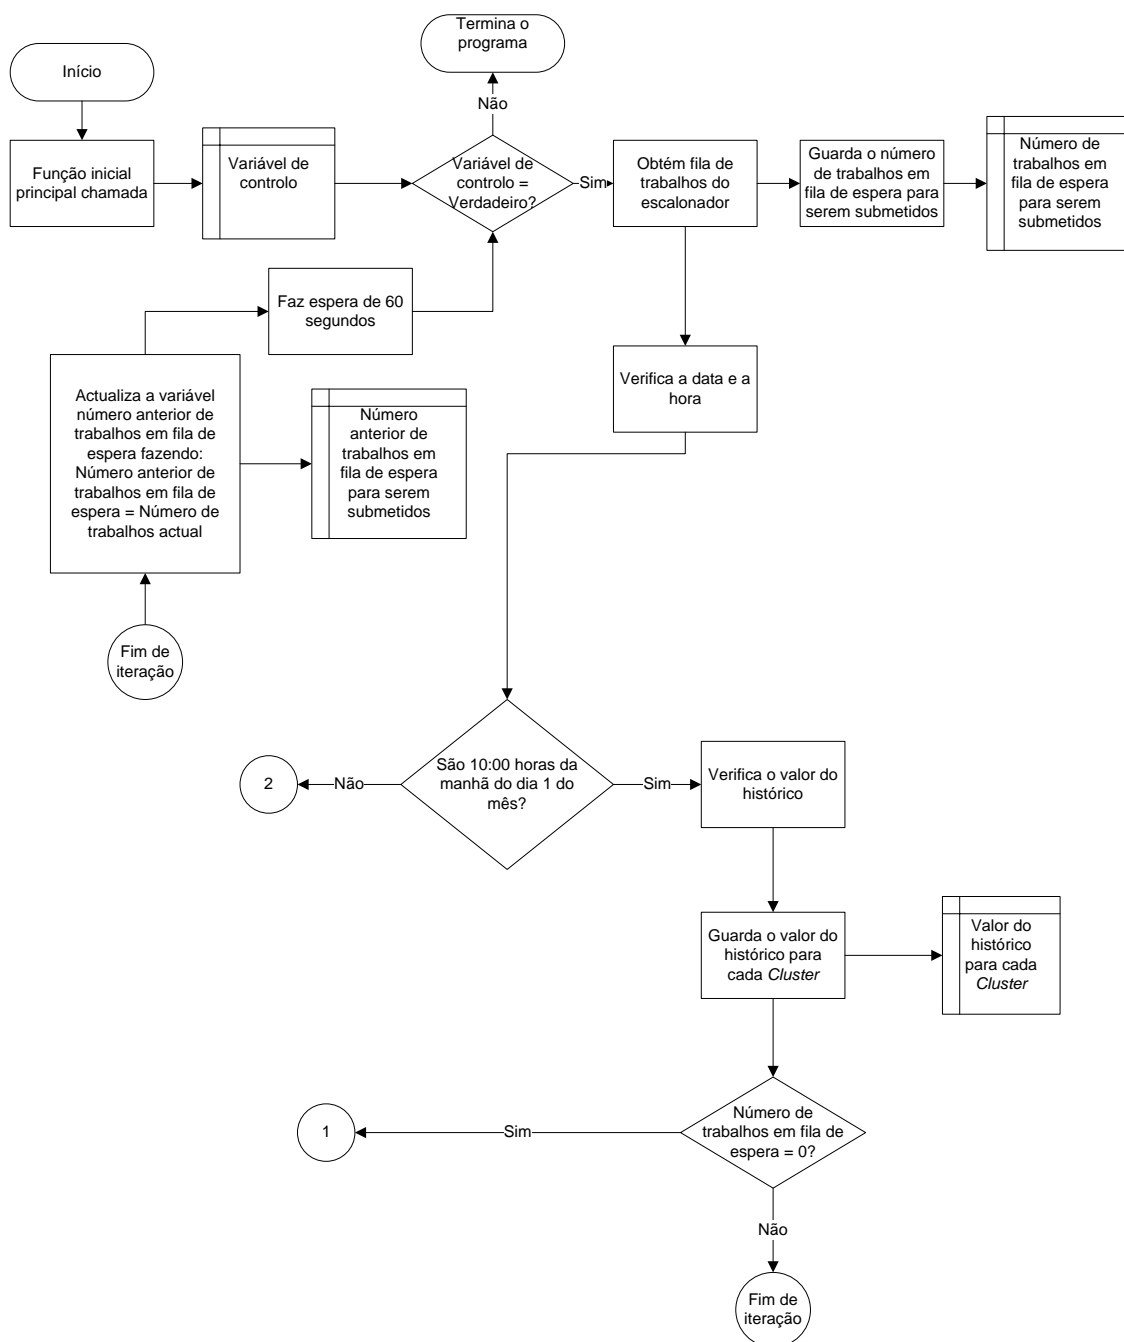 Termina o
programa
Início
Não
Função inicial
principal chamada
Variável de
controlo
Variável de
controlo =
Verdadeiro?
Sim
Obtém fila de
trabalhos do
escalonador
Guarda o número
de trabalhos em
fila de espera para
serem submetidos
Número de
trabalhos em
fila de espera
para serem
submetidos
Faz espera de 60
segundos
Verifica a data e a
hora
Actualiza a variável
número anterior de
trabalhos em fila de
espera fazendo:
Número anterior de
trabalhos em fila de
espera = Número de
trabalhos actual
Número
anterior de
trabalhos em
fila de espera
para serem
submetidos
Fim de
iteração
2
Não
São 10:00 horas da
manhã do dia 1 do
mês?
Sim
Verifica o valor do
histórico
Guarda o valor do
histórico para
cada Cluster
Valor do
histórico
para cada
Cluster
1
Sim
Número de
trabalhos em fila de
espera = 0?
Não
Fim de
iteração